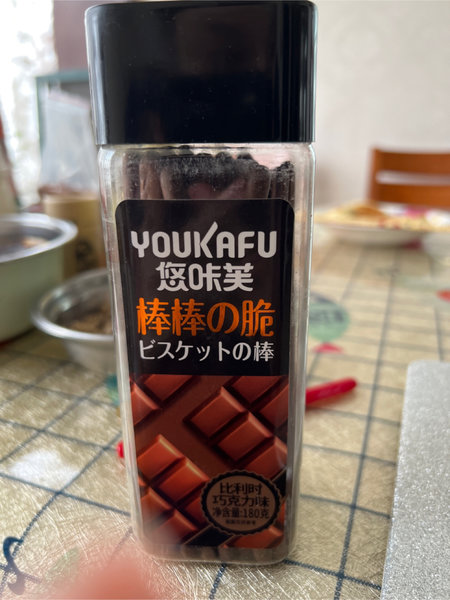 YOUKAFU
悠咔芙
棒棒の脆
ビスケットの棒
比利时
巧克力味
净含量:180克